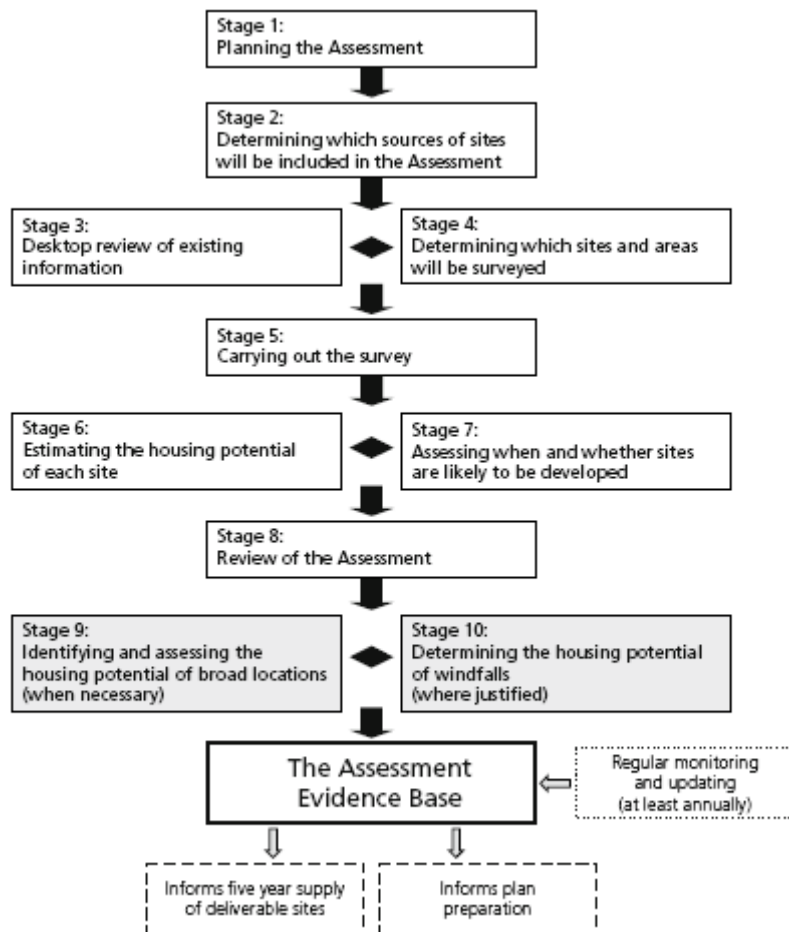 Stage 1:
Planning the Assessment
Stage 2:
Determining which sources of sites
will be included in the Assessment
Stage 3:
Desktop review of existing
information
Stage 4:
Determining which sites and areas
will be surveyed
Stage 5:
Carrying out the survey
Stage 6:
Estimating the housing potential
of each site
Stage 7:
Assessing when and whether sites
are likely to be developed
Stage 8:
Review of the Assessment
Stage 9:
Identifying and assessing the
housing potential of broad locations
(when necessary)
Stage 10:
Determining the housing potential
of windfalls
(where justified)
The Assessment
Evidence Base
Regular monitoring
and updating
(at least annually)
Informs five year supply
of deliverable sites
Informs plan
preparation